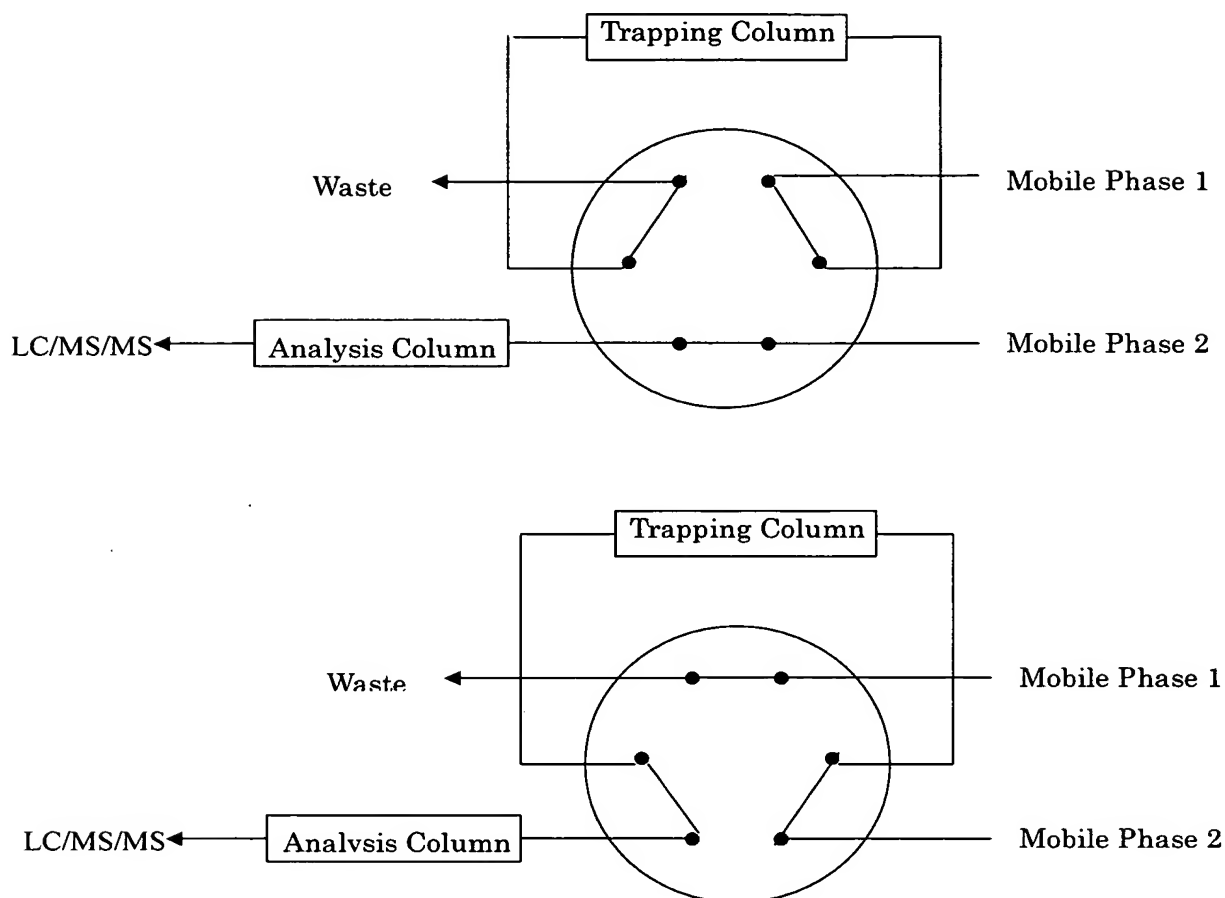 Trapping Column
Waste
Mobile Phase 1
LC/MS/MS
Analysis Column
Mobile Phase 2
Trapping Column
Waste
Mobile Phase 1
LC/MS/MS
Analysis Column
Mobile Phase 2